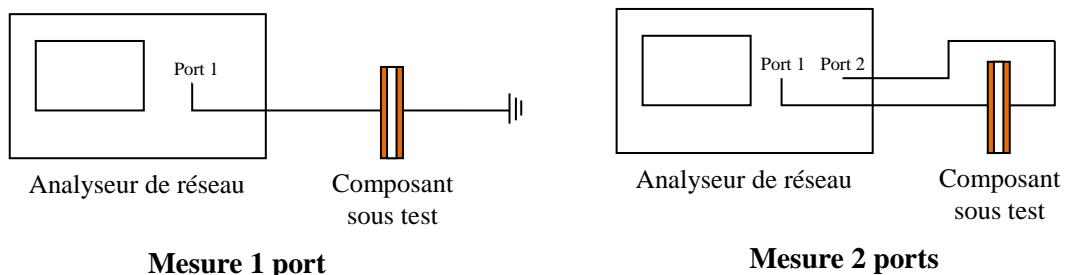 Port 1
Analyseur de réseau
Composant
sous test
Mesure 1 port
Port 1 Port 2
Analyseur de réseau
Composant
sous test
Mesure 2 ports